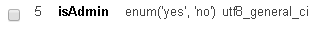 5 isAdmin enum('yes', 'no') utf8_general_ci